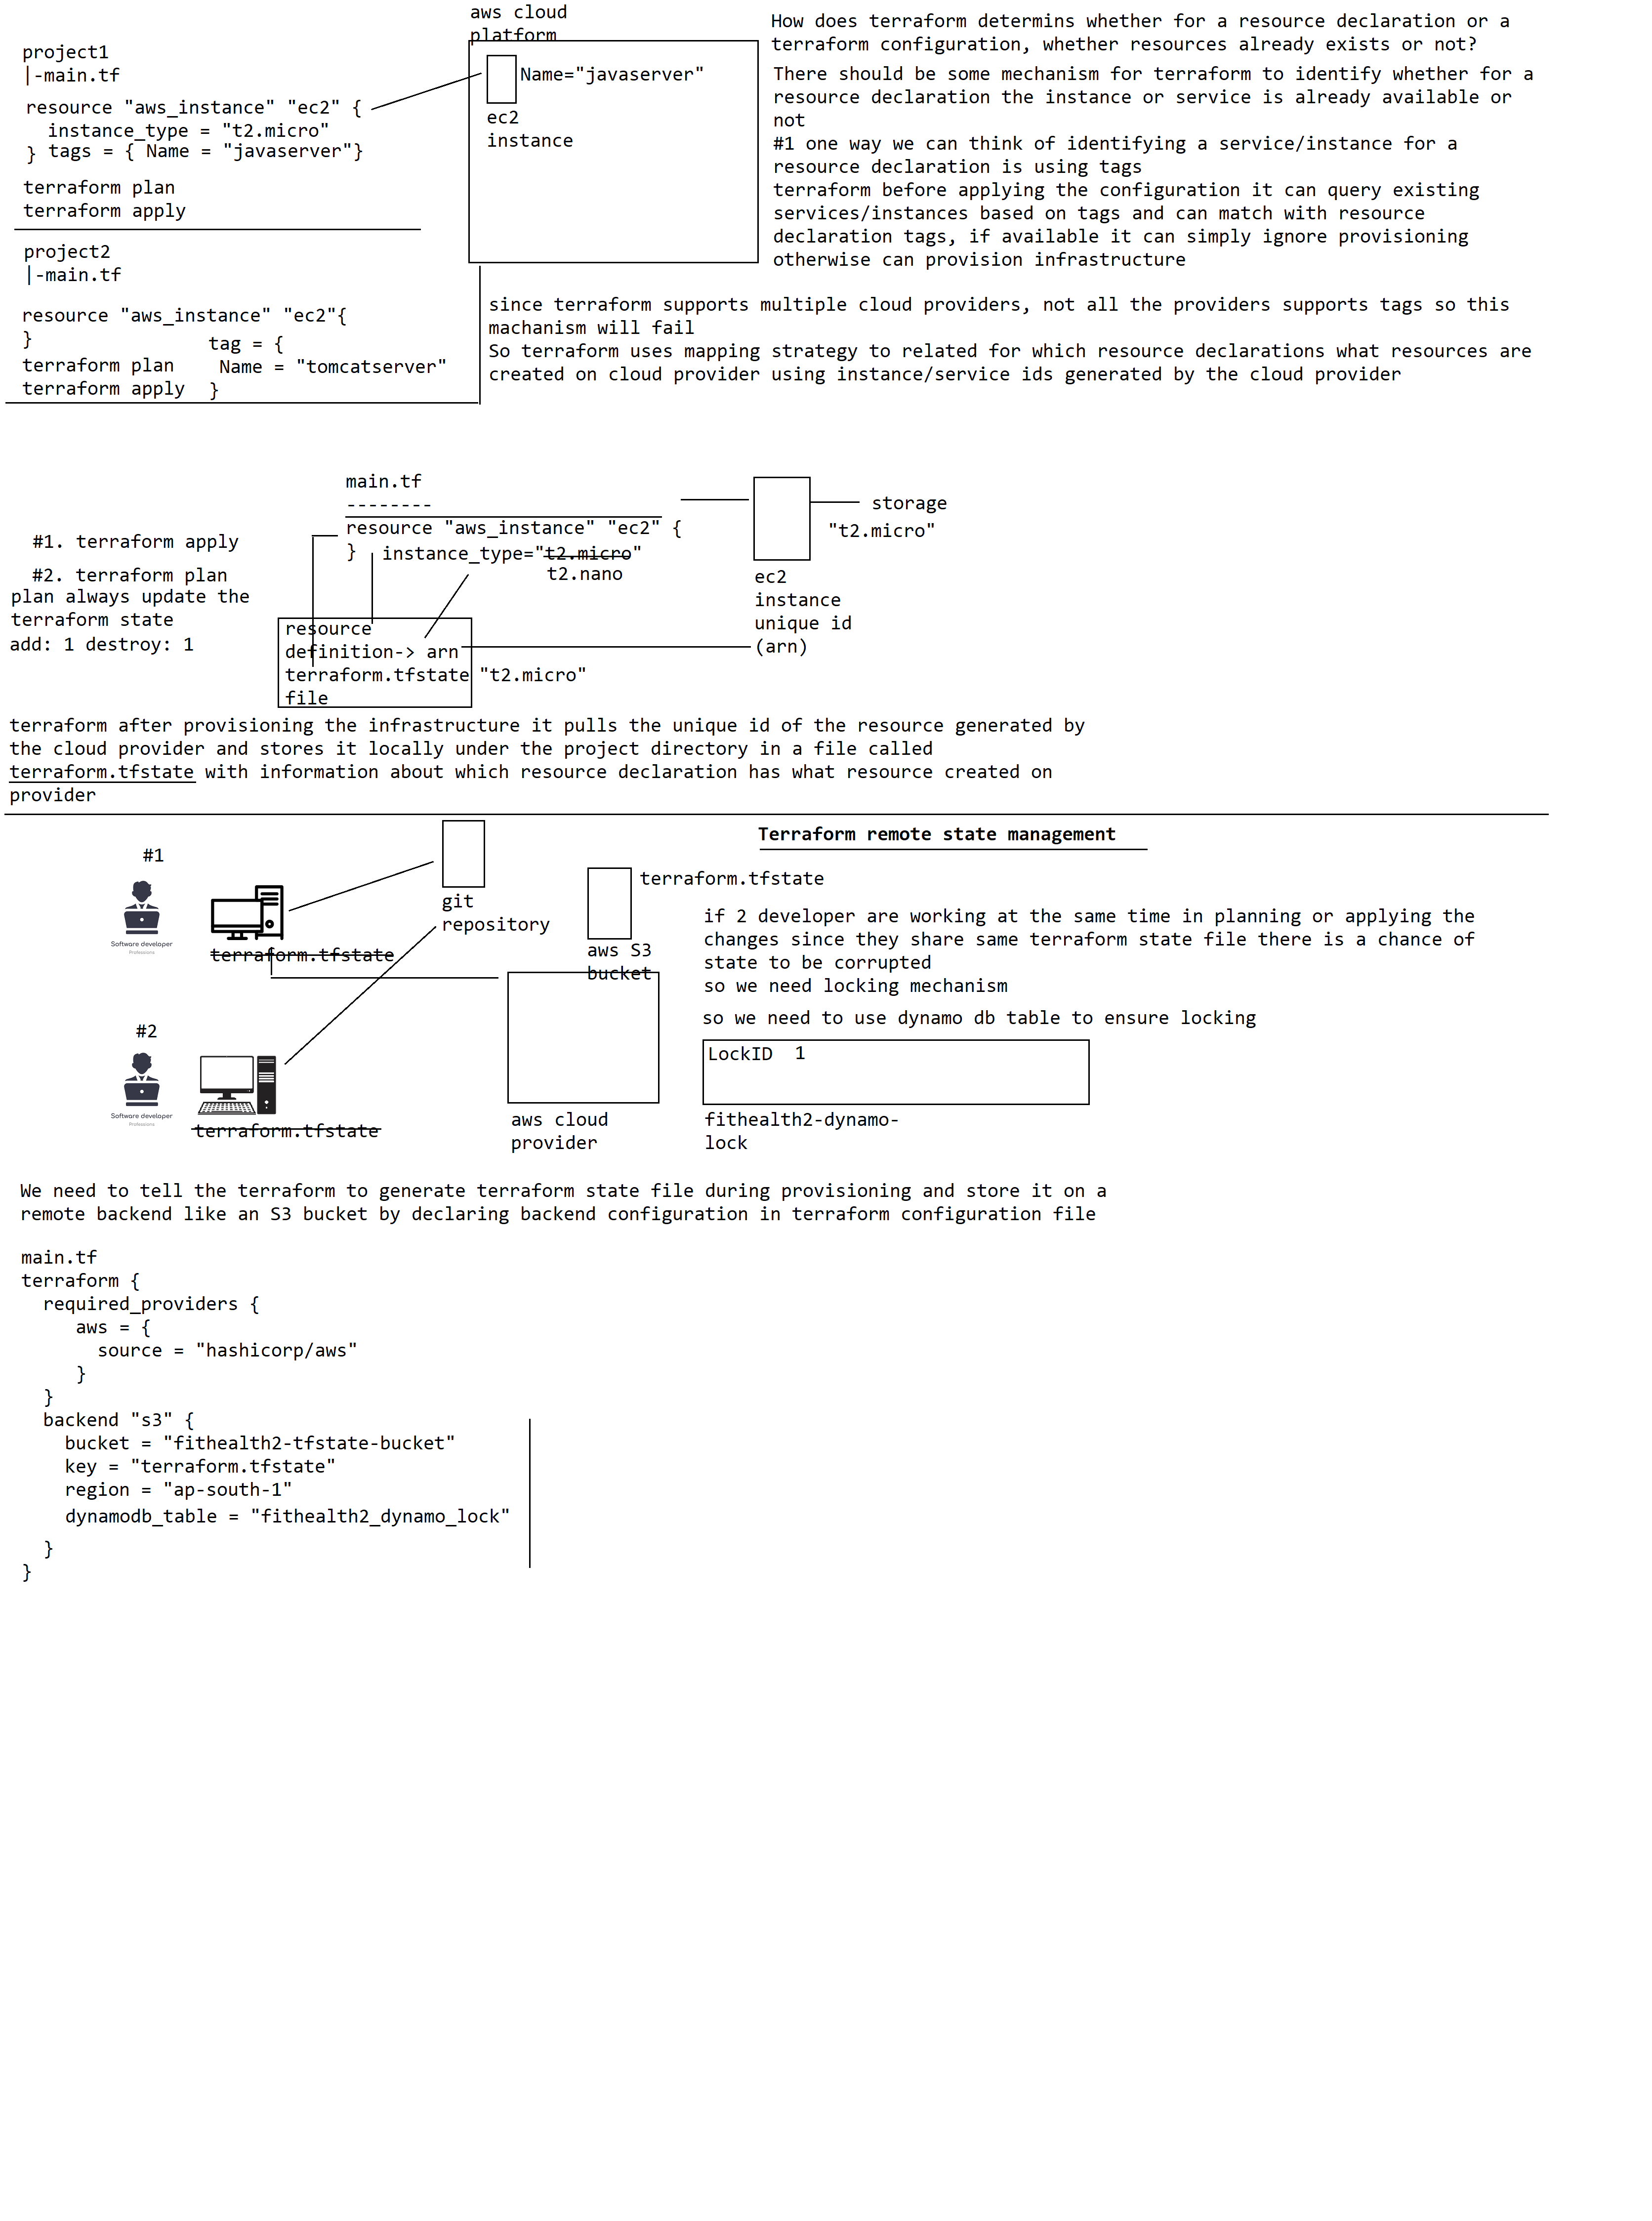 aws cloud
platform
project1
|-main.tf
resource "aws_instance" "ec2" {
instance_type = "t2.micro"
} tags = { Name = "javaserver"}
terraform plan
terraform apply
Name="javaserver"
ec2
instance
How does terraform determins whether for a resource declaration or a
terraform configuration, whether resources already exists or not?
There should be some mechanism for terraform to identify whether for a
resource declaration the instance or service is already available or
not
#1 one way we can think of identifying a service/instance for a
resource declaration is using tags
terraform before applying the configuration it can query existing
services/instances based on tags and can match with resource
declaration tags, if available it can simply ignore provisioning
otherwise can provision infrastructure
project2
|-main.tf
resource "aws_instance" "ec2"{
}
tag = {
terraform plan
Name = "tomcatserver"
terraform apply
}
since terraform supports multiple cloud providers, not all the providers supports tags so this
machanism will fail
So terraform uses mapping strategy to related for which resource declarations what resources are
created on cloud provider using instance/service ids generated by the cloud provider
main.tf
--------
resource "aws_instance" "ec2" {
} instance_type="t2.micro"
t2.nano
#1. terraform apply
#2. terraform plan
plan always update the
terraform state
add: 1 destroy: 1
resource
definition-> arn
terraform.tfstate
file
"t2.micro"
storage
"t2.micro"
ec2
instance
unique id
(arn)
terraform after provisioning the infrastructure it pulls the unique id of the resource generated by
the cloud provider and stores it locally under the project directory in a file called
terraform.tfstate with information about which resource declaration has what resource created on
provider
Terraform remote state management
#1
Software developer
Professions
terraform.tfstate
git
repository
terraform.tfstate
aws S3
bucket
if 2 developer are working at the same time in planning or applying the
changes since they share same terraform state file there is a chance of
state to be corrupted
so we need locking mechanism
so we need to use dynamo db table to ensure locking
#2
Software developer
Professions
terraform.tfstate
aws cloud
provider
LockID 1
fithealth2-dynamo-
lock
We need to tell the terraform to generate terraform state file during provisioning and store it on a
remote backend like an S3 bucket by declaring backend configuration in terraform configuration file
main.tf
terraform {
required_providers {
aws = {
source = "hashicorp/aws"
}
}
backend "s3" {
bucket = "fithealth2-tfstate-bucket"
key = "terraform.tfstate"
region = "ap-south-1"
dynamodb_table = "fithealth2_dynamo_lock"
}
}